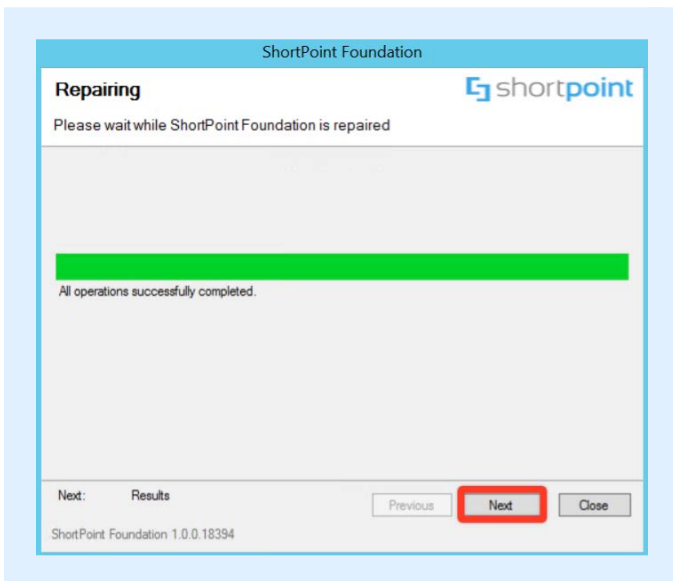 ShortPoint Foundation
Repairing
shortpoint
Please wait while ShortPoint Foundation is repaired
All operations successfully completed.
Next: Results
Previous Next Close
ShortPoint Foundation 1.0.0.18394